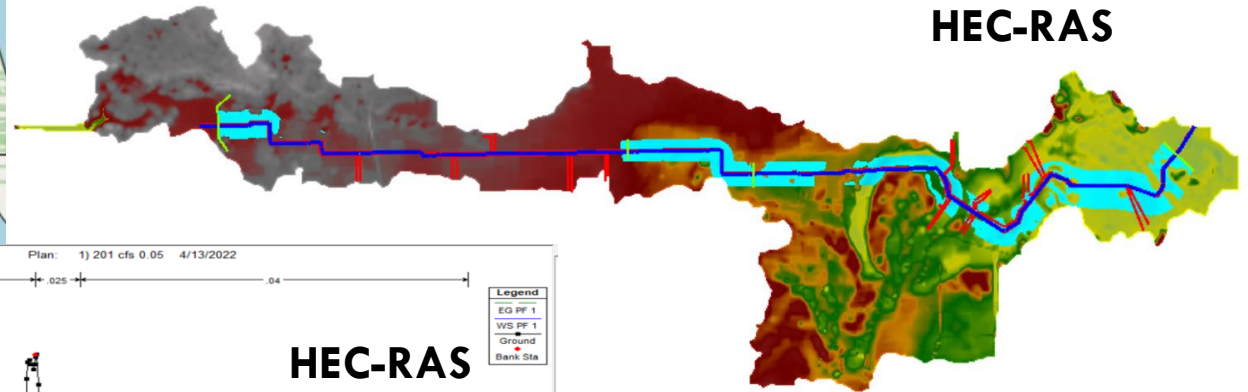 HEC-RAS
Plan: 1) 201 cfs 0.05 4/13/2022
.025
.04
Legend
EG PF 1
WS PF 1
Ground
Bank Sta
HEC-RAS